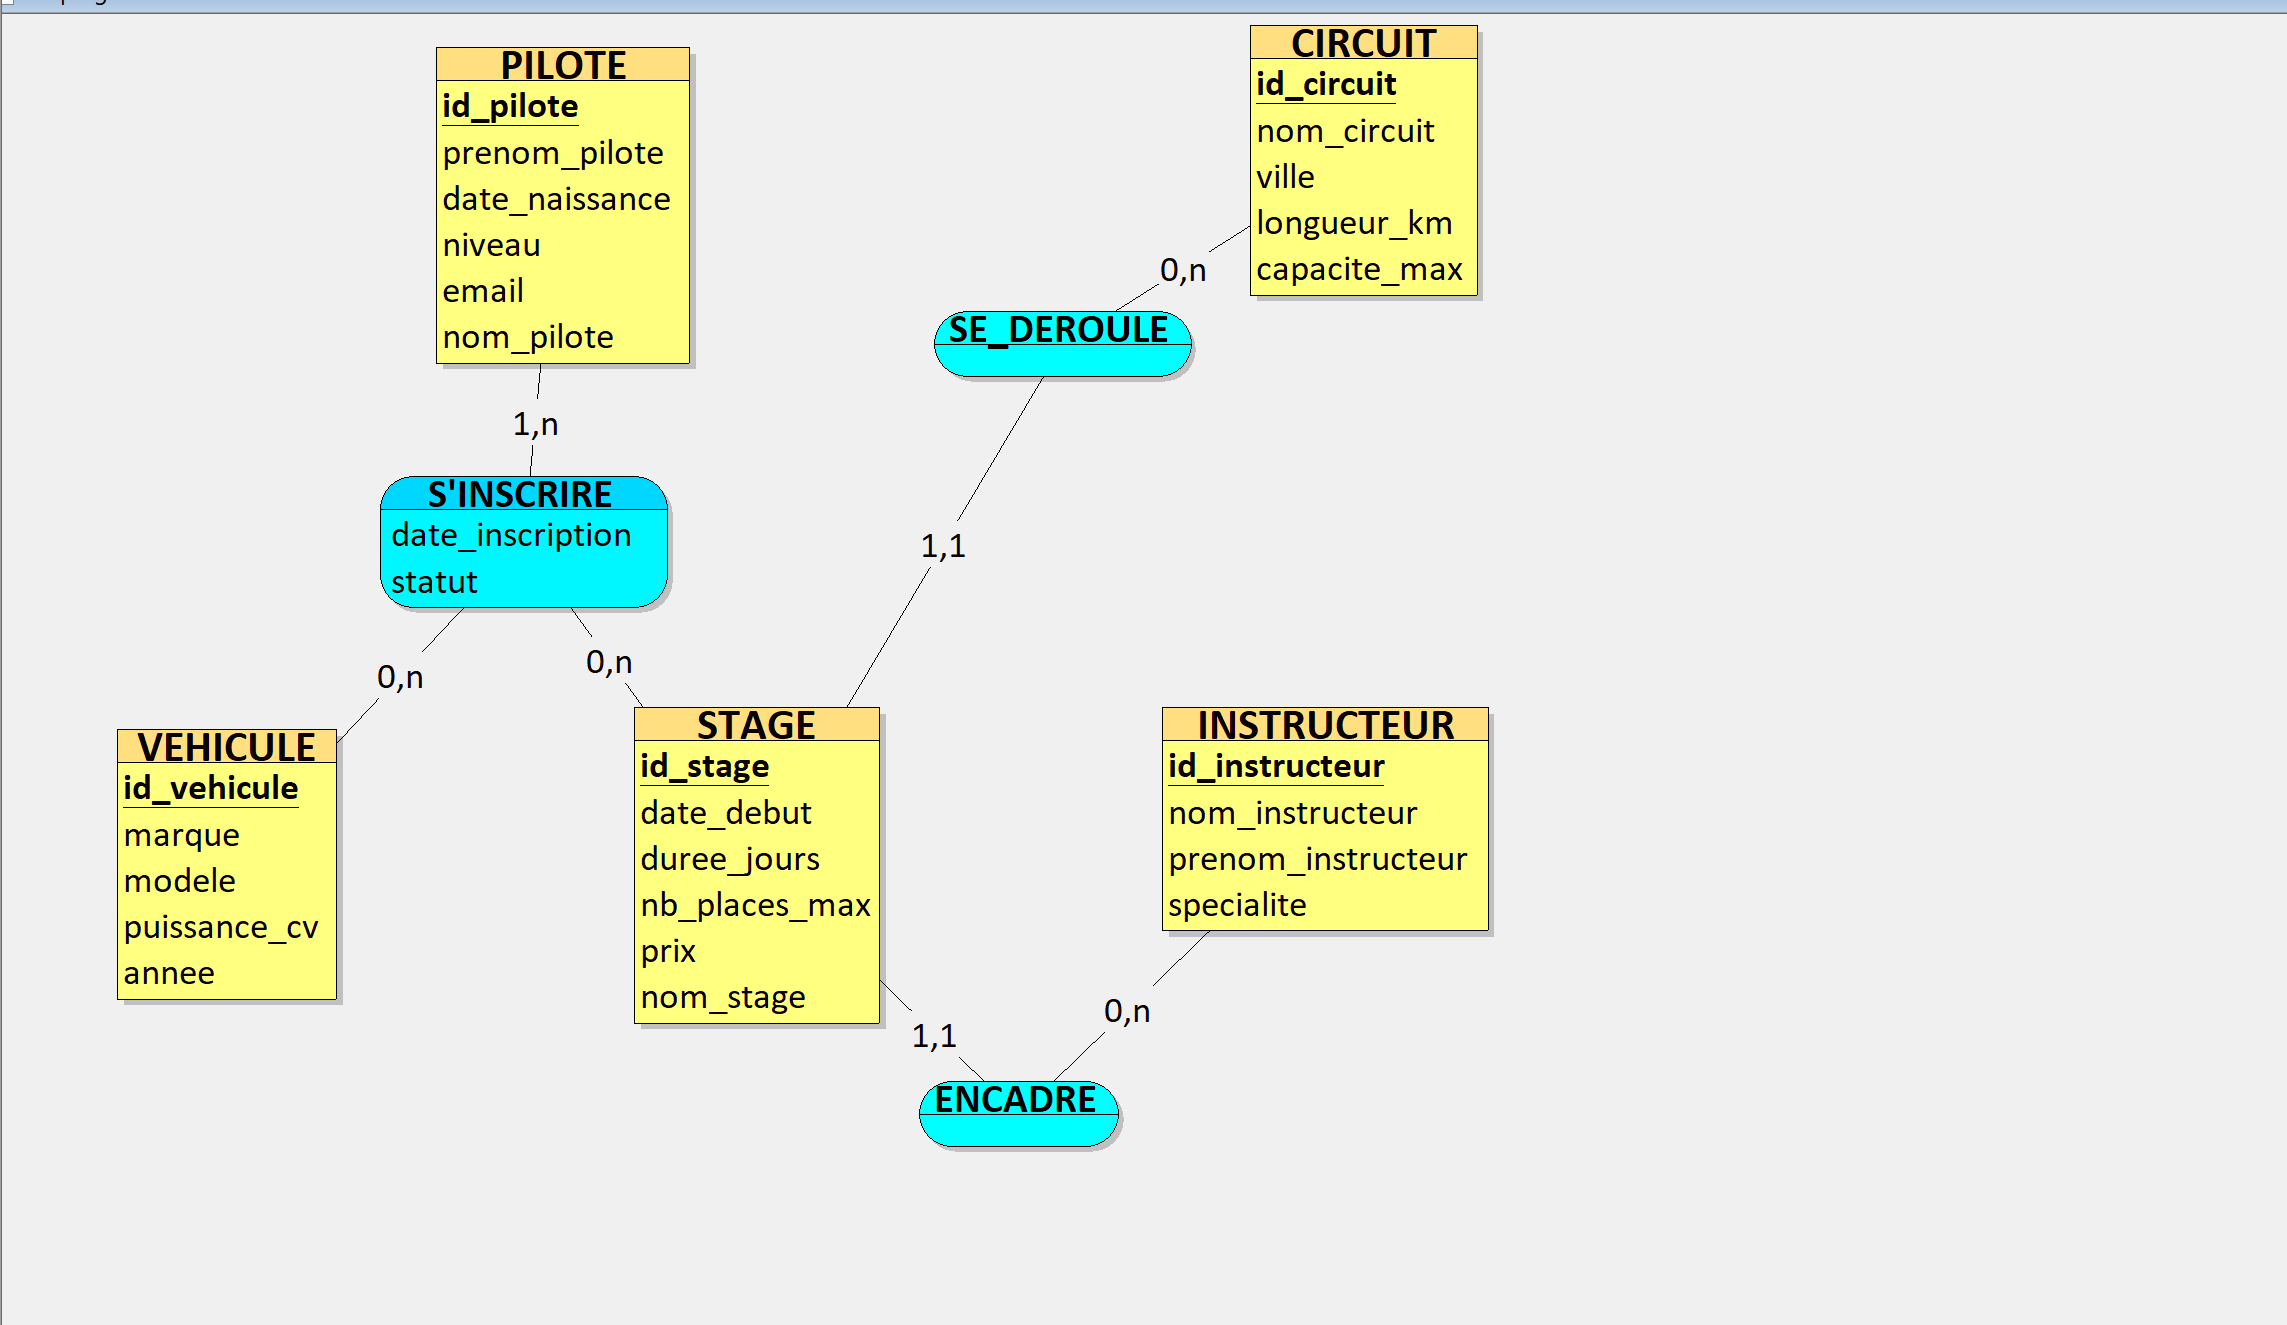 PILOTE
id_pilote
prenom_pilote
date_naissance
niveau
email
nom_pilote
CIRCUIT
id_circuit
nom_circuit
ville
longueur_km
capacite_max
0,n
SE_DEROULE
1,n
S'INSCRIRE
date_inscription
statut
1,1
0,n
0,n
VEHICULE
id_vehicule
marque
modele
puissance_cv
annee
STAGE
id_stage
date_debut
duree_jours
nb_places_max
prix
nom_stage
INSTRUCTEUR
id_instructeur
nom_instructeur
prenom_instructeur
specialite
1,1
0,n
ENCADRE